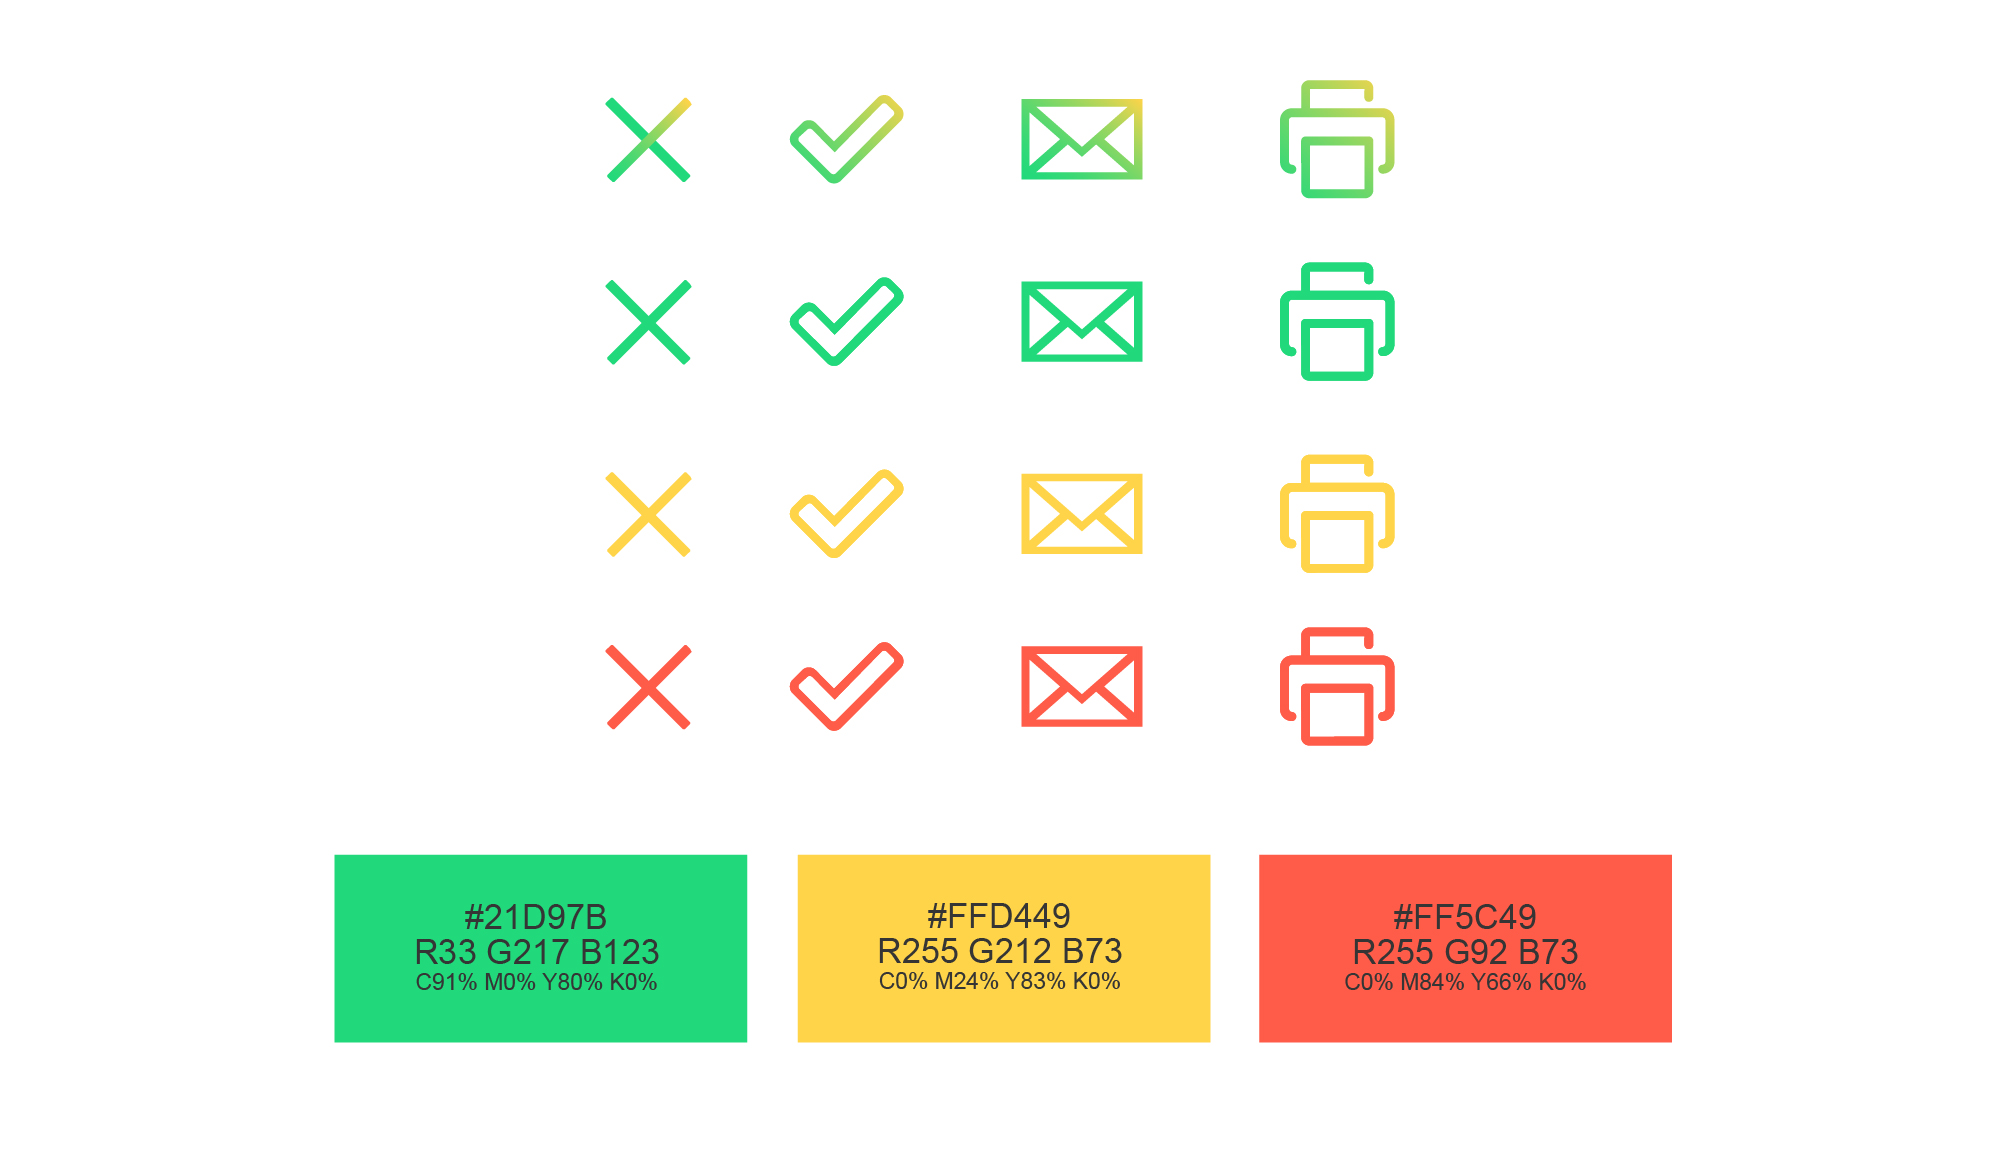 #21D97B
R33 G217 B123
C91% M0% Y80% K0%
#FFD449
R255 G212 B73
C0% M24% Y83% K0%
#FF5C49
R255 G92 B73
C0% M84% Y66% K0%